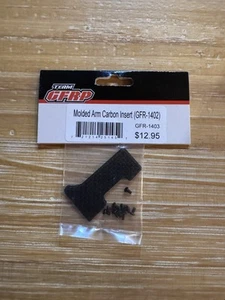 TEAM
GFRP
Molded Arm Carbon Insert (GFR-1402)
GFR-1403
$12.95